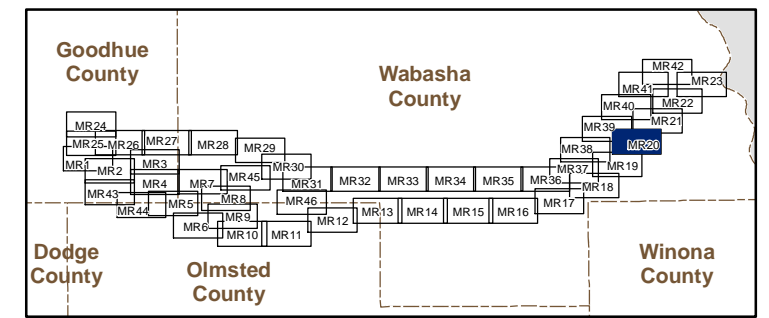 Goodhue
County
Wabasha
County
MR42
MR41
MR23
MR40
MR22
MR24
MR39
MR21
MR25
MR26
MR27
MR28
MR29
MR38
MR20
MR1
MR2
MR3
MR30
MR37
MR19
MR43
MR4
MR7
MR45
MR31
MR32
MR33
MR34
MR35
MR36
MR18
MR44
MR5
MR8
MR46
MR17
MR6
MR9
MR12
MR13
MR14
MR15
MR16
MR10
MR11
Dodge
County
Olmsted
County
Winona
County